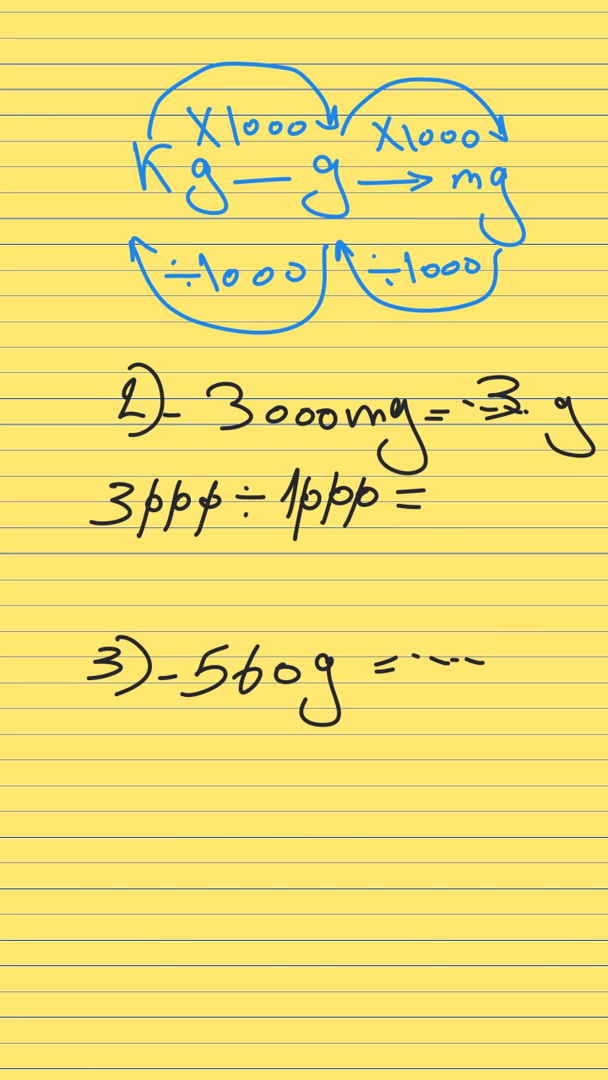 X1000 X1000
Kg — g → mg
÷1000 ÷1000
2)- 3000mg = ..3.. g
3000 ÷ 1000 =
3)- 560g = .....